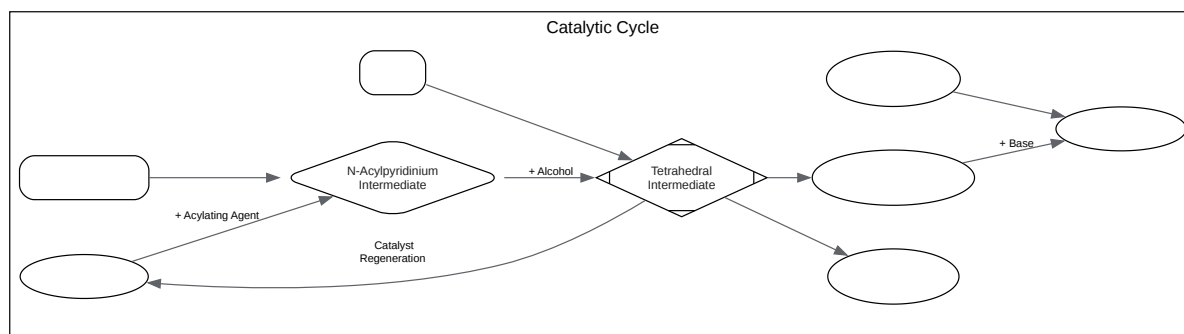 Catalytic Cycle
N-Acylpyridinium
Intermediate
+ Alcohol
Tetrahedral
Intermediate
+ Base
+ Acylating Agent
Catalyst
Regeneration